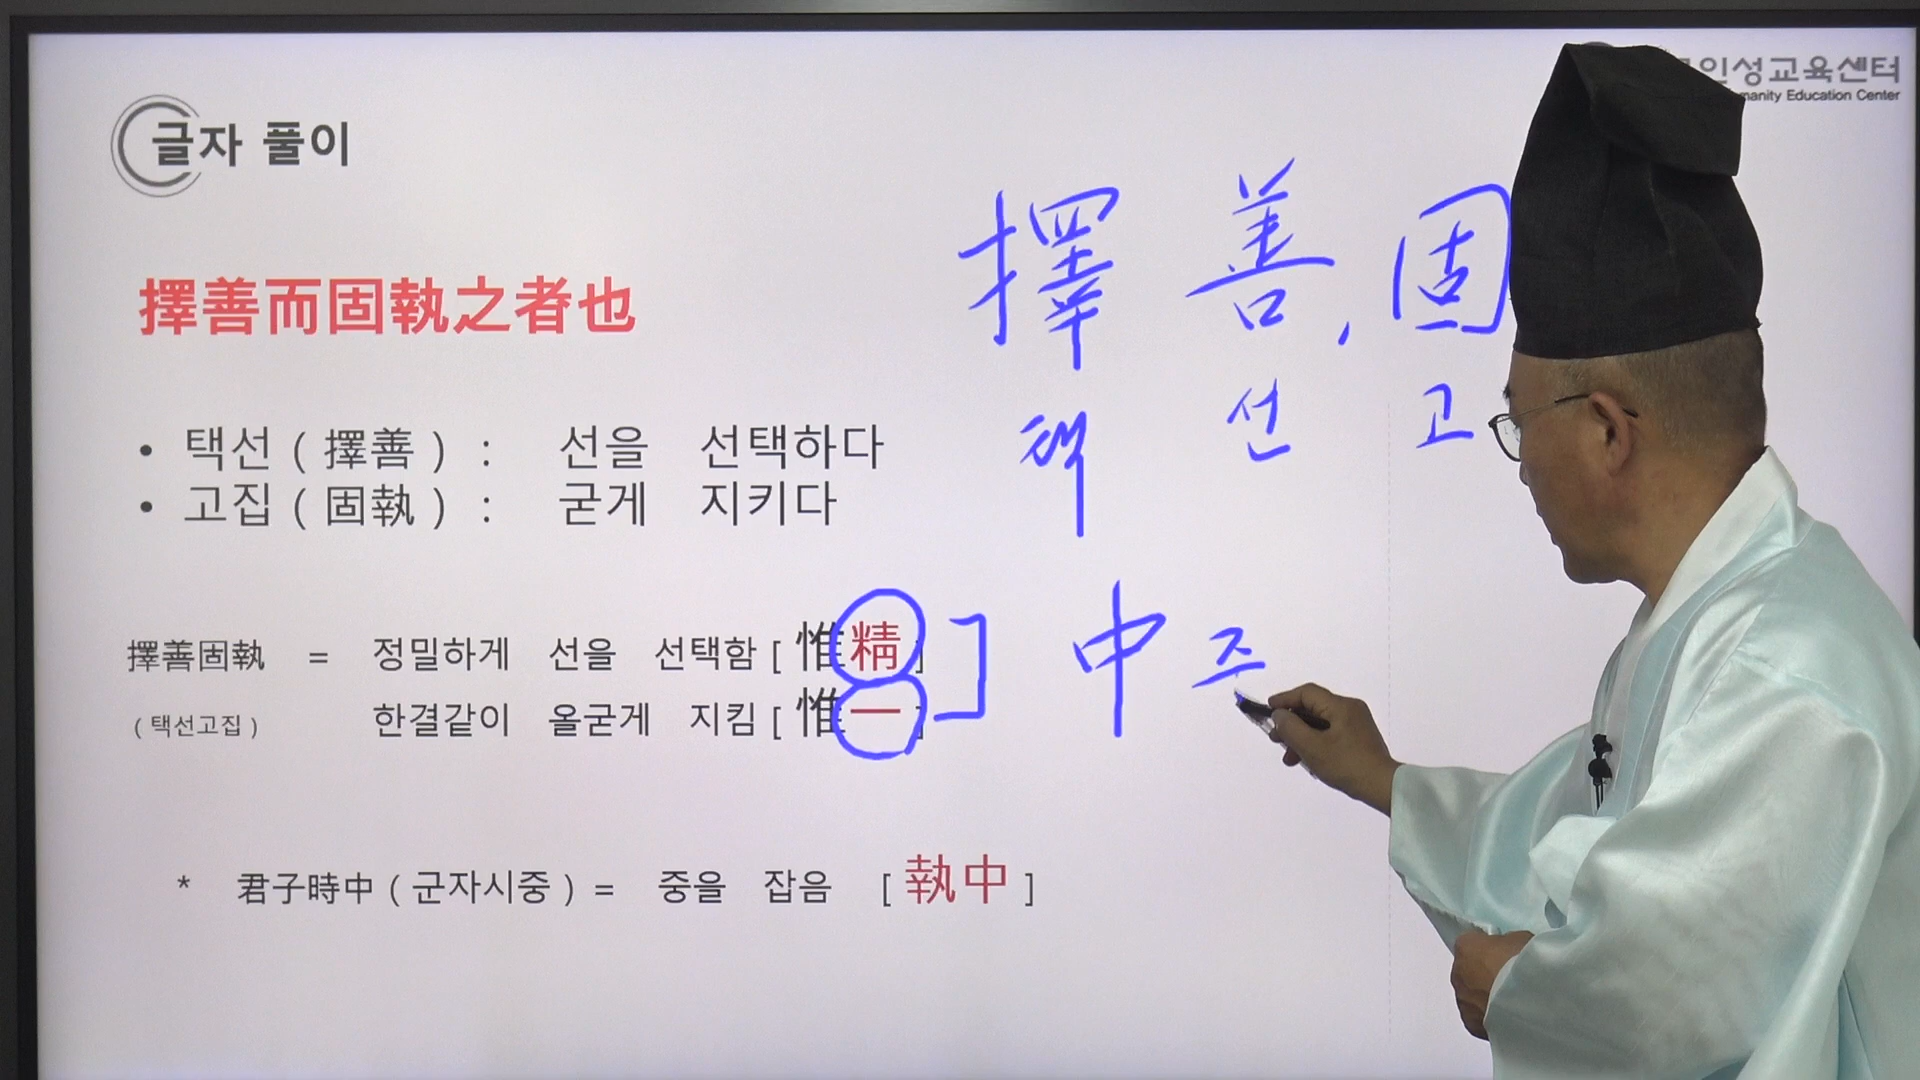 인성교육센터
manity Education Center
글자 풀이
擇善而固執之者也
擇 善, 固
택 선 고
• 택선(擇善) : 선을 선택하다
• 고집(固執) : 굳게 지키다
擇善固執 = 정밀하게 선을 선택함 [惟精]
(택선고집) 한결같이 올굳게 지킴 [惟一]
中 즈
* 君子時中(군자시중) = 중을 잡음 [執中]